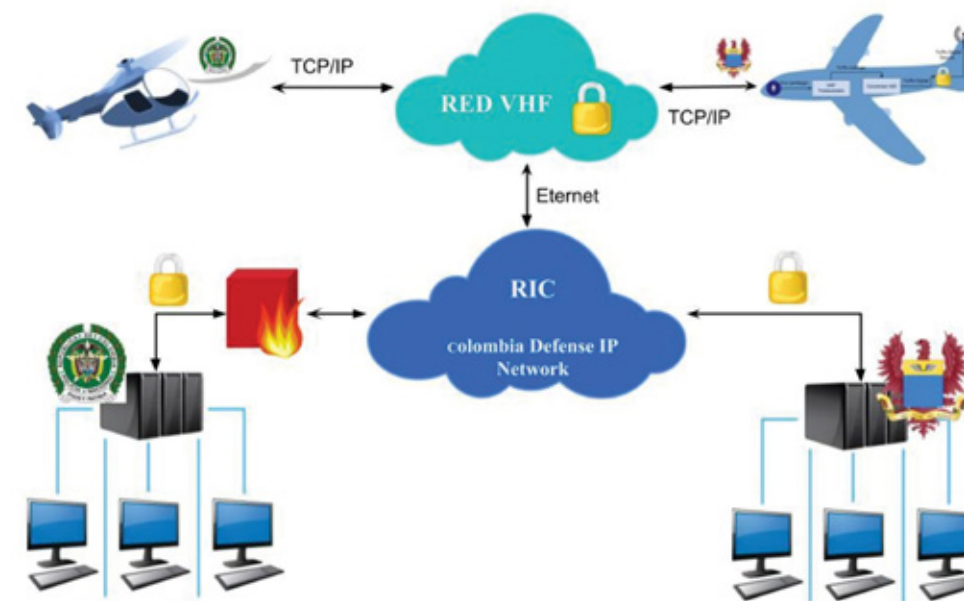 TCP/IP
RED VHF
TCP/IP
Eternet
RIC
colombia Defense IP
Network